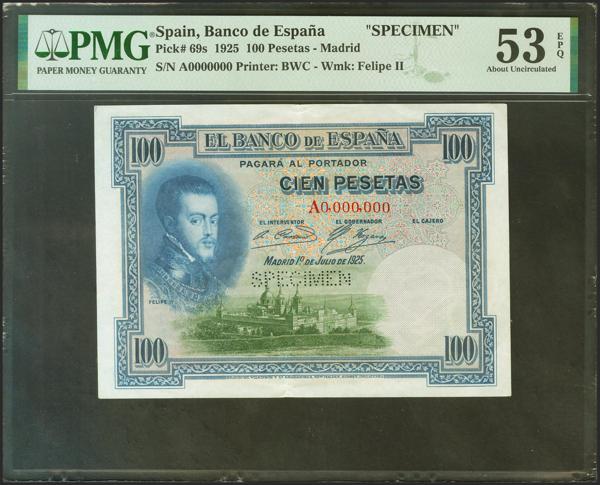 PMG
PAPER MONEY GUARANTY
Spain, Banco de España "SPECIMEN"
Pick# 69s 1925 100 Pesetas - Madrid
S/N A0000000 Printer: BWC - Wmk: Felipe II
53
EPQ
About Uncirculated
EL BANCO DE ESPAÑA
100
100
PAGARÁ AL PORTADOR
CIEN PESETAS
A0,000,000
EL INTERVENTOR EL GOBERNADOR EL CAJERO
MADRID 1º DE JULIO DE 1925.
SPECIMEN
FELIPE II
100
100